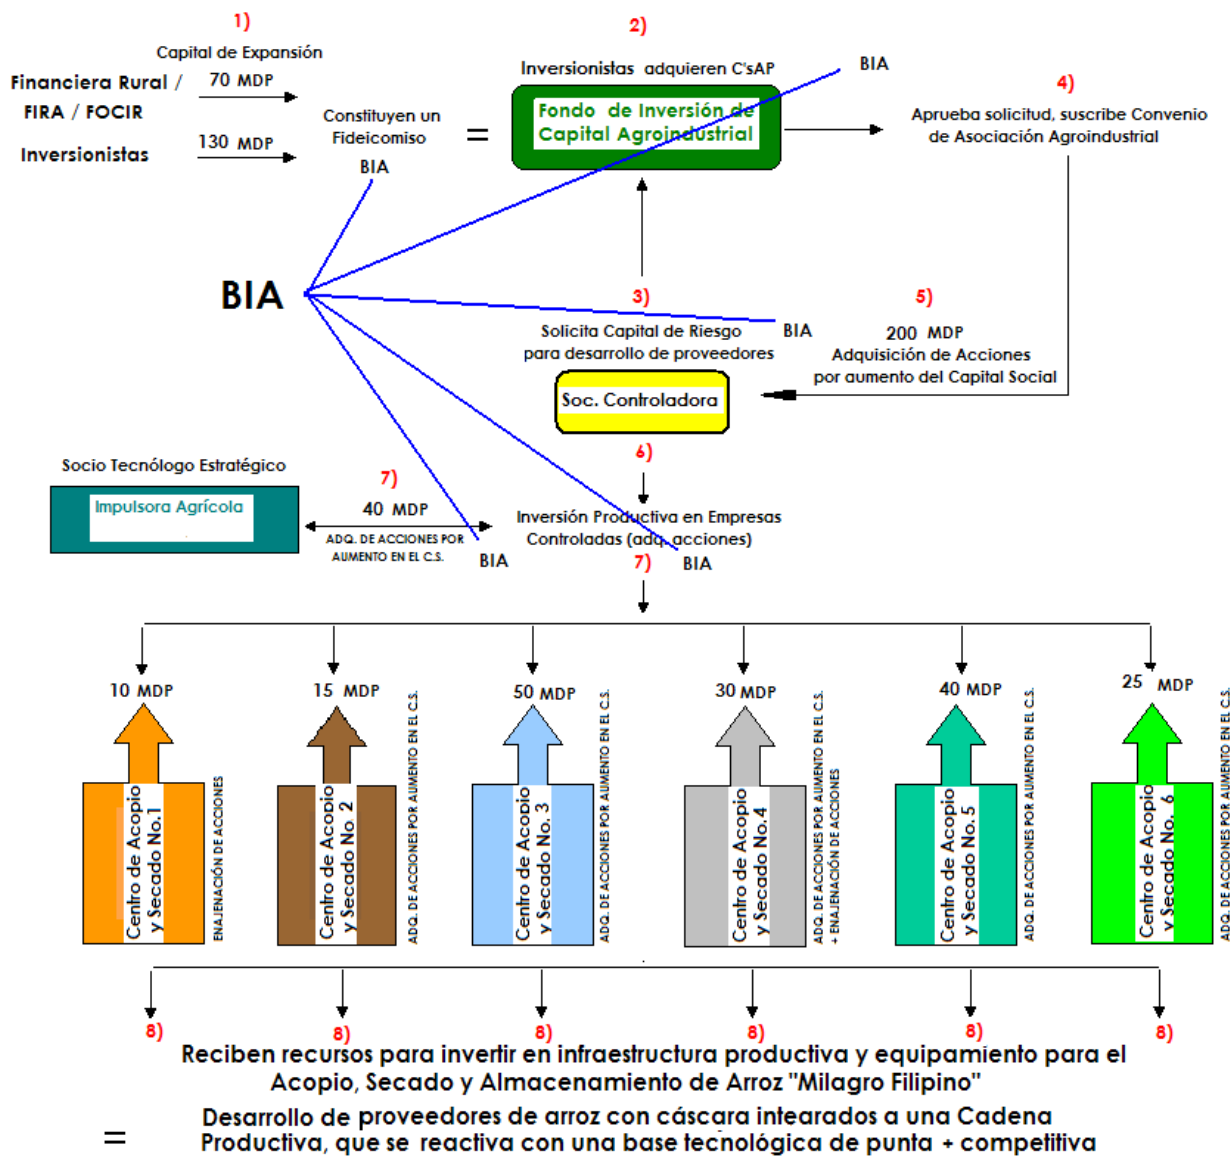 1)
Capital de Expansión
Financiera Rural /
FIRA / FOCIR
70 MDP
Inversionistas
130 MDP
Constituyen un
Fideicomiso
BIA
=
2)
Inversionistas adquieren C'sAP
Fondo de Inversión de
Capital Agroindustrial
BIA
4)
Aprueba solicitud, suscribe Convenio
de Asociación Agroindustrial
BIA
3)
Solicita Capital de Riesgo
para desarrollo de proveedores
BIA
Soc. Controladora
5)
200 MDP
Adquisición de Acciones
por aumento del Capital Social
6)
Socio Tecnólogo Estratégico
Impulsora Agrícola
7)
40 MDP
ADQ. DE ACCIONES POR
AUMENTO EN EL C.S.
BIA
Inversión Productiva en Empresas
Controladas (adq. acciones)
7)
BIA
10 MDP
15 MDP
50 MDP
30 MDP
40 MDP
25 MDP
Centro de Acopio
y Secado No.1
ENAJENACIÓN DE ACCIONES
Centro de Acopio
y Secado No. 2
ADQ. DE ACCIONES POR AUMENTO EN EL C.S.
Centro de Acopio
y Secado No. 3
ADQ. DE ACCIONES POR AUMENTO EN EL C.S.
Centro de Acopio
y Secado No. 4
ADQ. DE ACCIONES POR AUMENTO EN EL C.S.
+ ENAJENACIÓN DE ACCIONES
Centro de Acopio
y Secado No. 5
ADQ. DE ACCIONES POR AUMENTO EN EL C.S.
Centro de Acopio
y Secado No. 6
ADQ. DE ACCIONES POR AUMENTO EN EL C.S.
8)
8)
8)
8)
8)
8)
Reciben recursos para invertir en infraestructura productiva y equipamiento para el
Acopio, Secado y Almacenamiento de Arroz "Milagro Filipino"
=
Desarrollo de proveedores de arroz con cáscara intearados a una Cadena
Productiva, que se reactiva con una base tecnológica de punta + competitiva